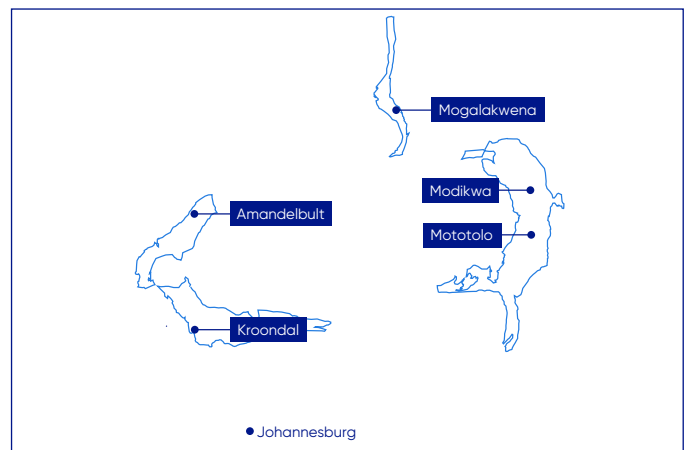 Mogalakwena
Modikwa
Amandelbult
Mototolo
Kroondal
Johannesburg